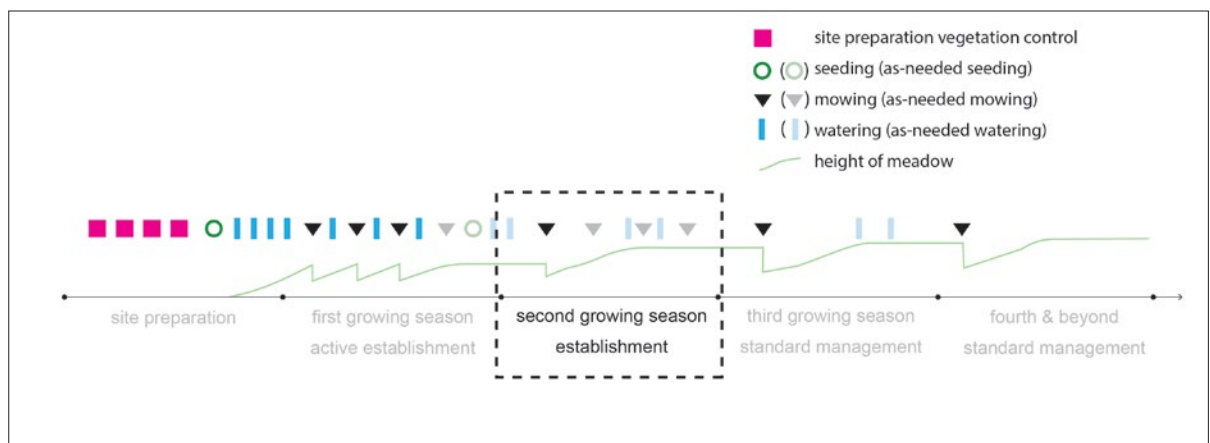 site preparation vegetation control
( ) seeding (as-needed seeding)
( ) mowing (as-needed mowing)
( ) watering (as-needed watering)
height of meadow
site preparation
first growing season
active establishment
second growing season
establishment
third growing season
standard management
fourth & beyond
standard management